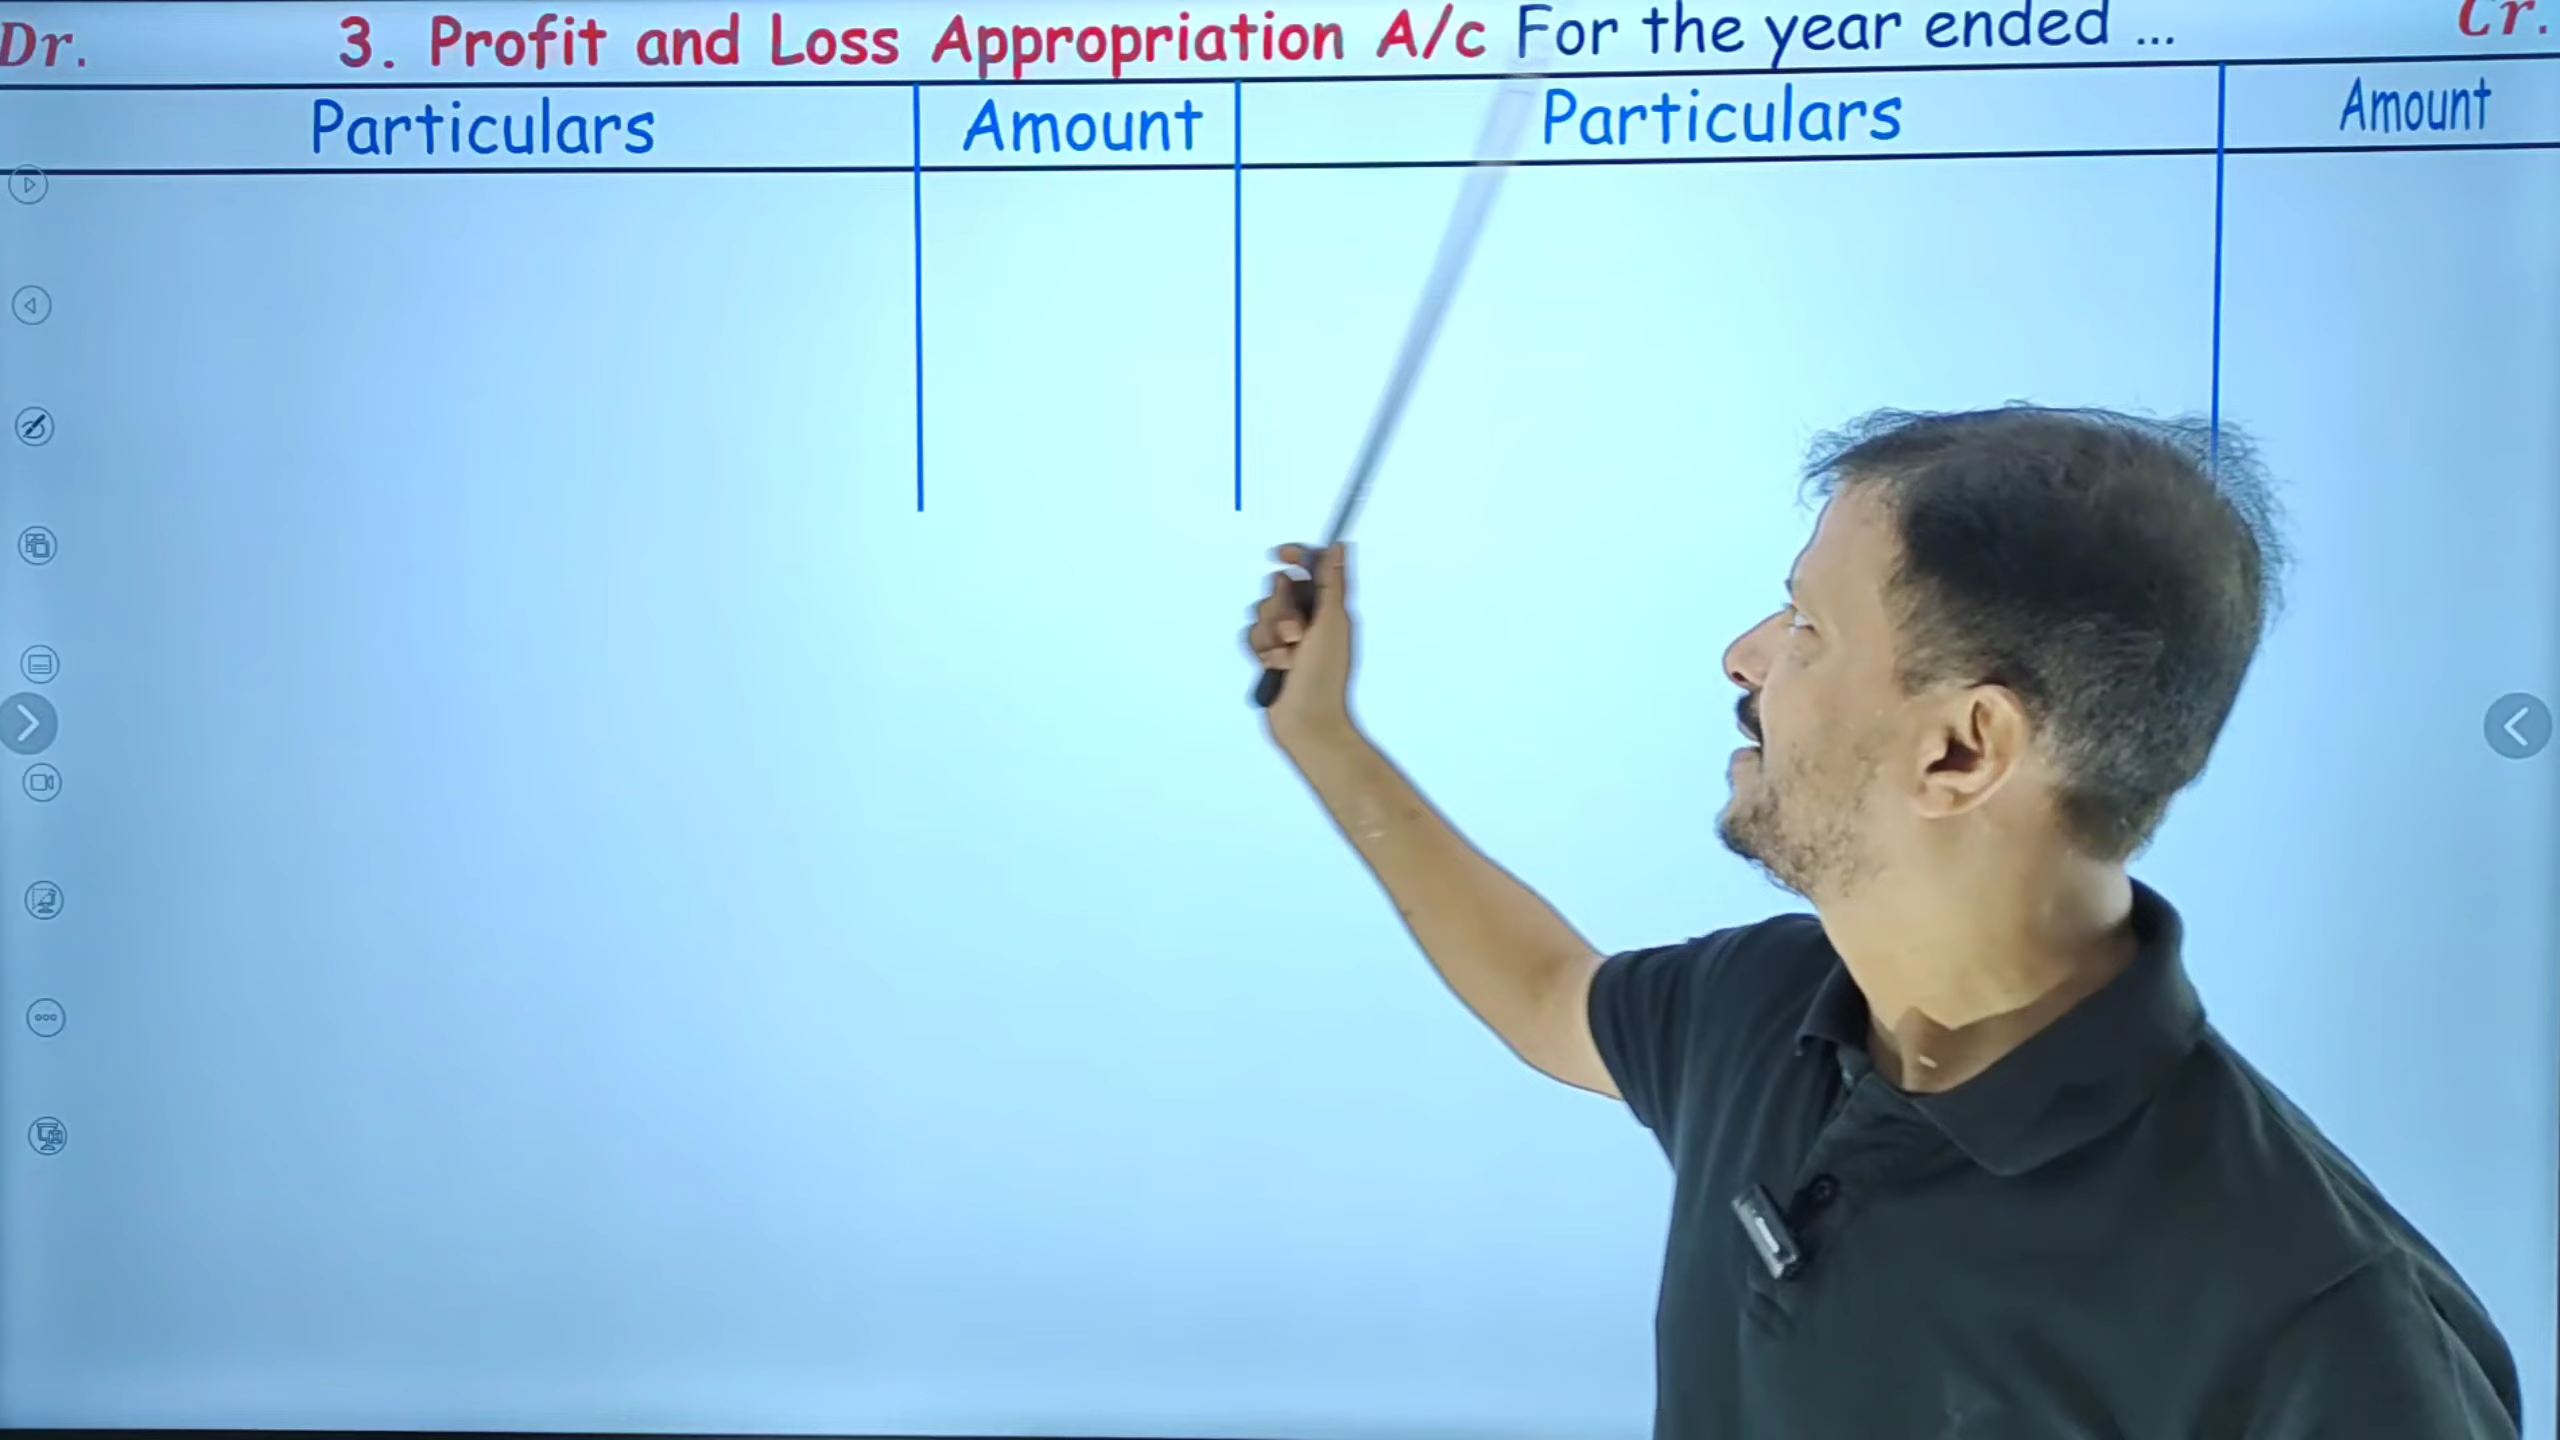 Dr. 3. Profit and Loss Appropriation A/c For the year ended ... Cr.
Particulars Amount Particulars Amount